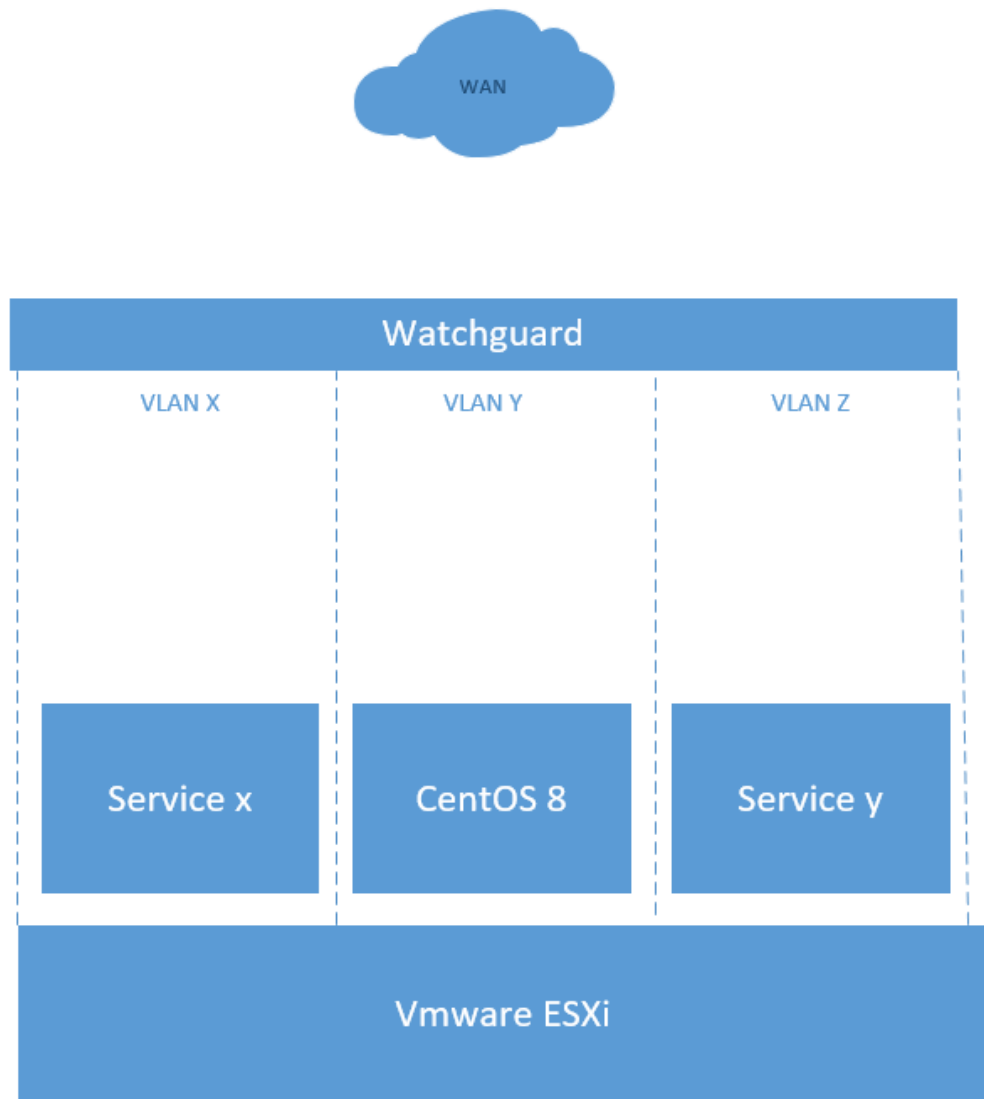 WAN
Watchguard
VLAN X
VLAN Y
VLAN Z
Service x
CentOS 8
Service y
Vmware ESXi